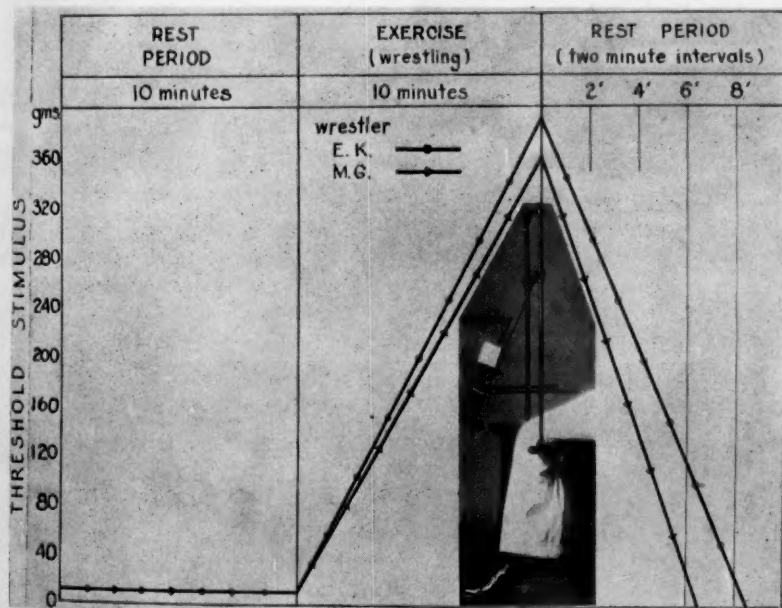 REST PERIOD
EXERCISE (wrestling)
REST PERIOD (two minute intervals)
10 minutes
10 minutes
2' 4' 6' 8'
gms
wrestler
E. K.
M.G.
THRESHOLD STIMULUS
360
320
280
240
200
160
120
80
40
0